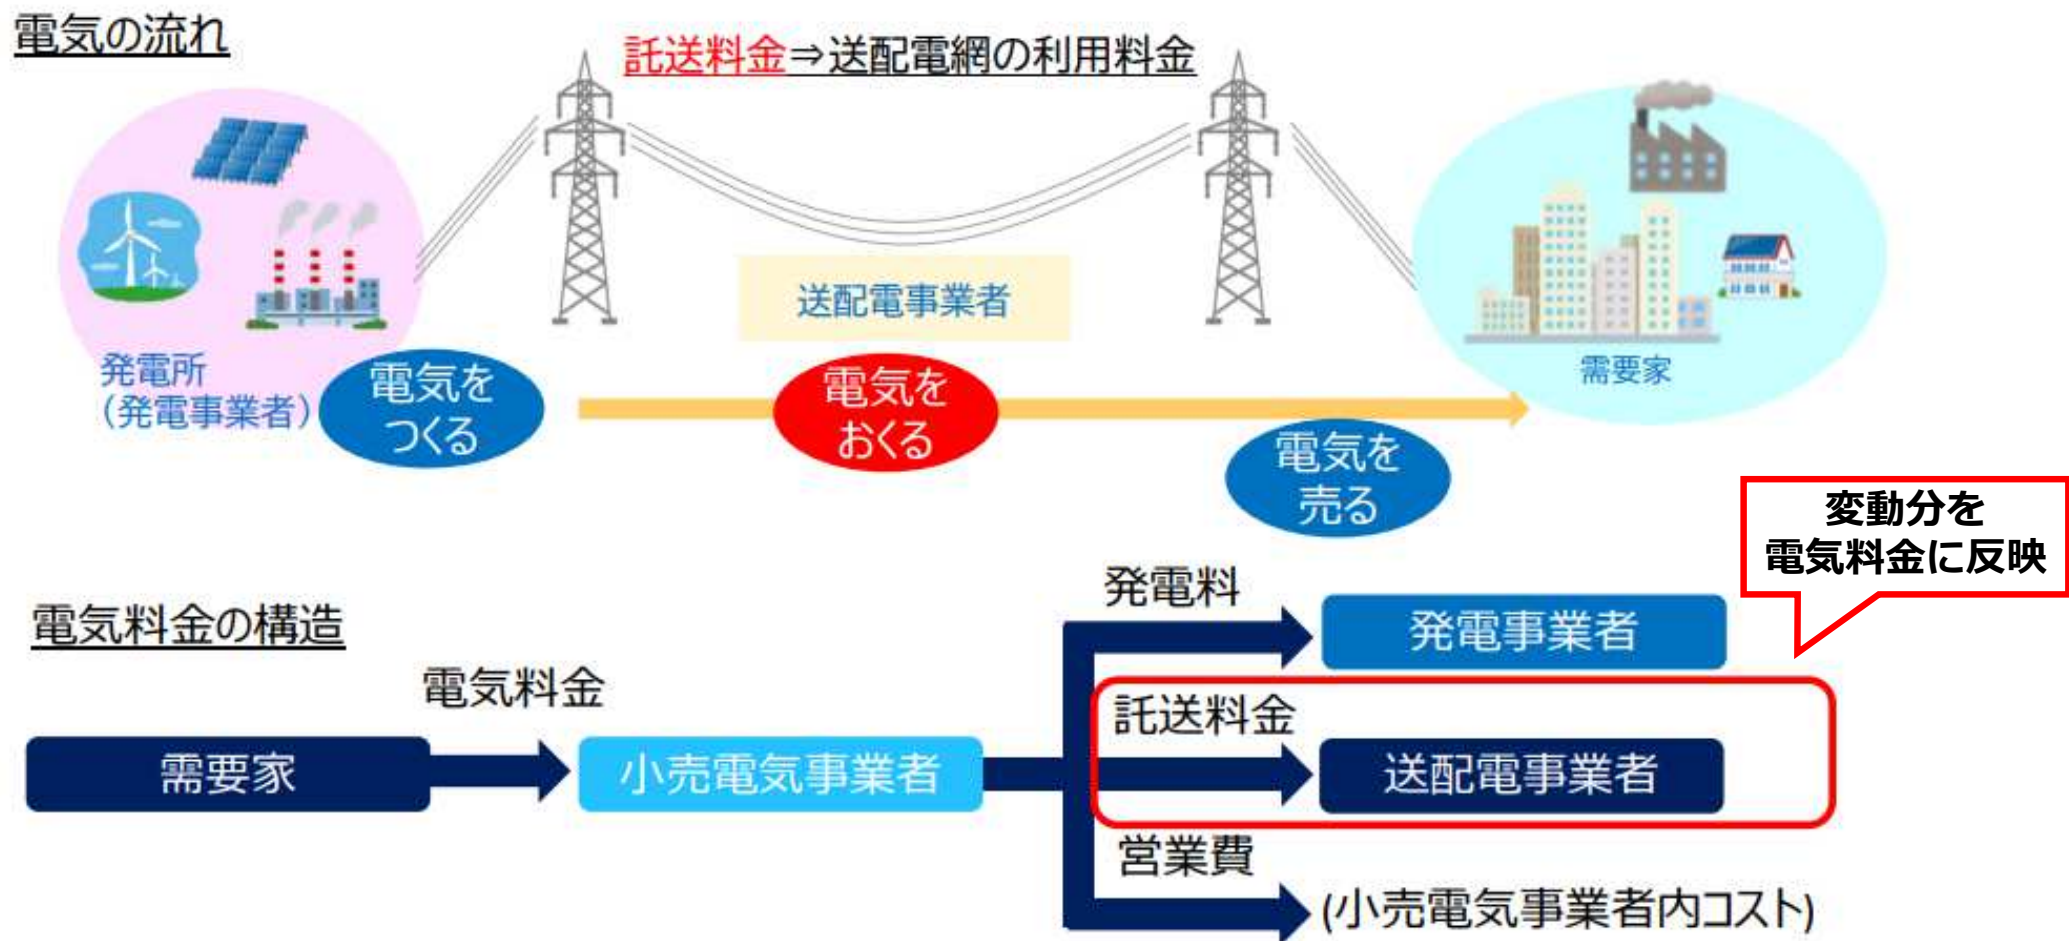 電気の流れ
託送料金⇒送配電網の利用料金
送配電事業者
発電所
（発電事業者）
電気を
つくる
電気を
おくる
電気を
売る
需要家
変動分を
電気料金に反映
電気料金の構造
需要家
電気料金
小売電気事業者
発電料
発電事業者
託送料金
送配電事業者
営業費
(小売電気事業者内コスト)